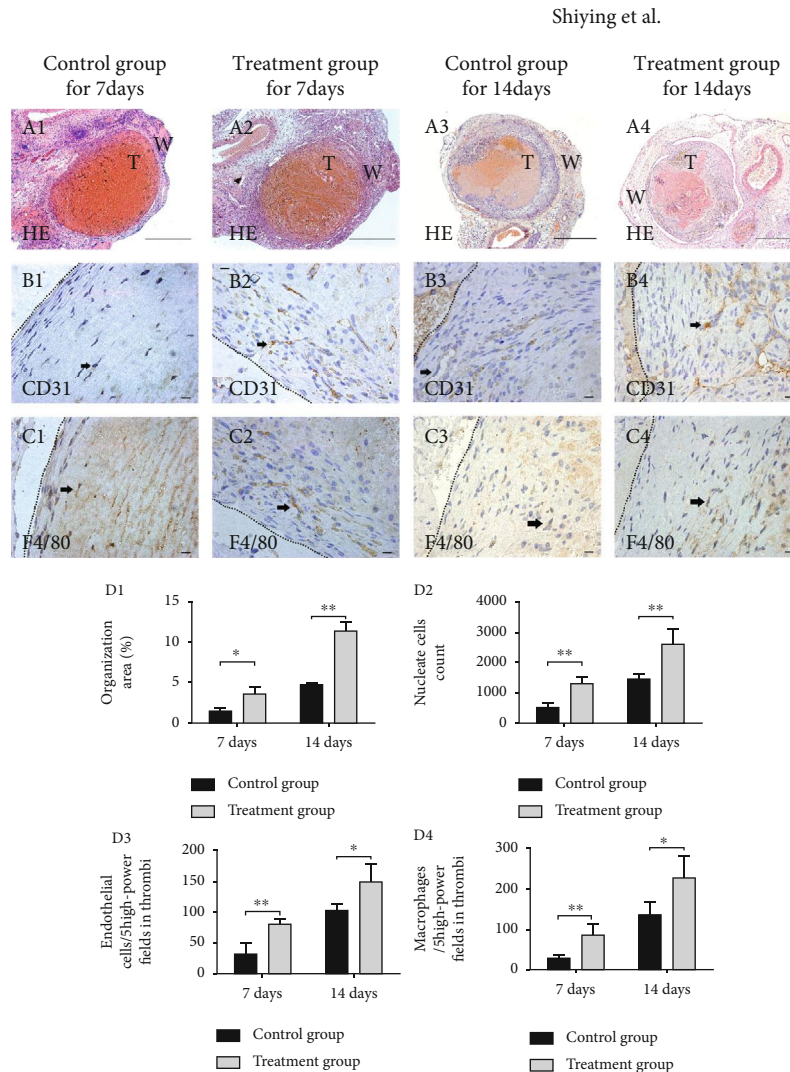 Shiying et al.
Control group for 7days
Treatment group for 7days
Control group for 14days
Treatment group for 14days
A1
W
T
HE
A2
T
W
HE
A3
T
W
HE
A4
T
W
HE
B1
CD31
B2
CD31
B3
CD31
B4
CD31
C1
F4/80
C2
F4/80
C3
F4/80
C4
F4/80
D1
Organization area (%)
15
10
5
0
*
**
7 days
14 days
Control group
Treatment group
D2
Nucleate cells count
4000
3000
2000
1000
0
**
**
7 days
14 days
Control group
Treatment group
D3
Endothelial cells/5high-power fields in thrombi
200
150
100
50
0
**
*
7 days
14 days
Control group
Treatment group
D4
Macrophages /5high-power fields in thrombi
300
200
100
0
**
*
7 days
14 days
Control group
Treatment group